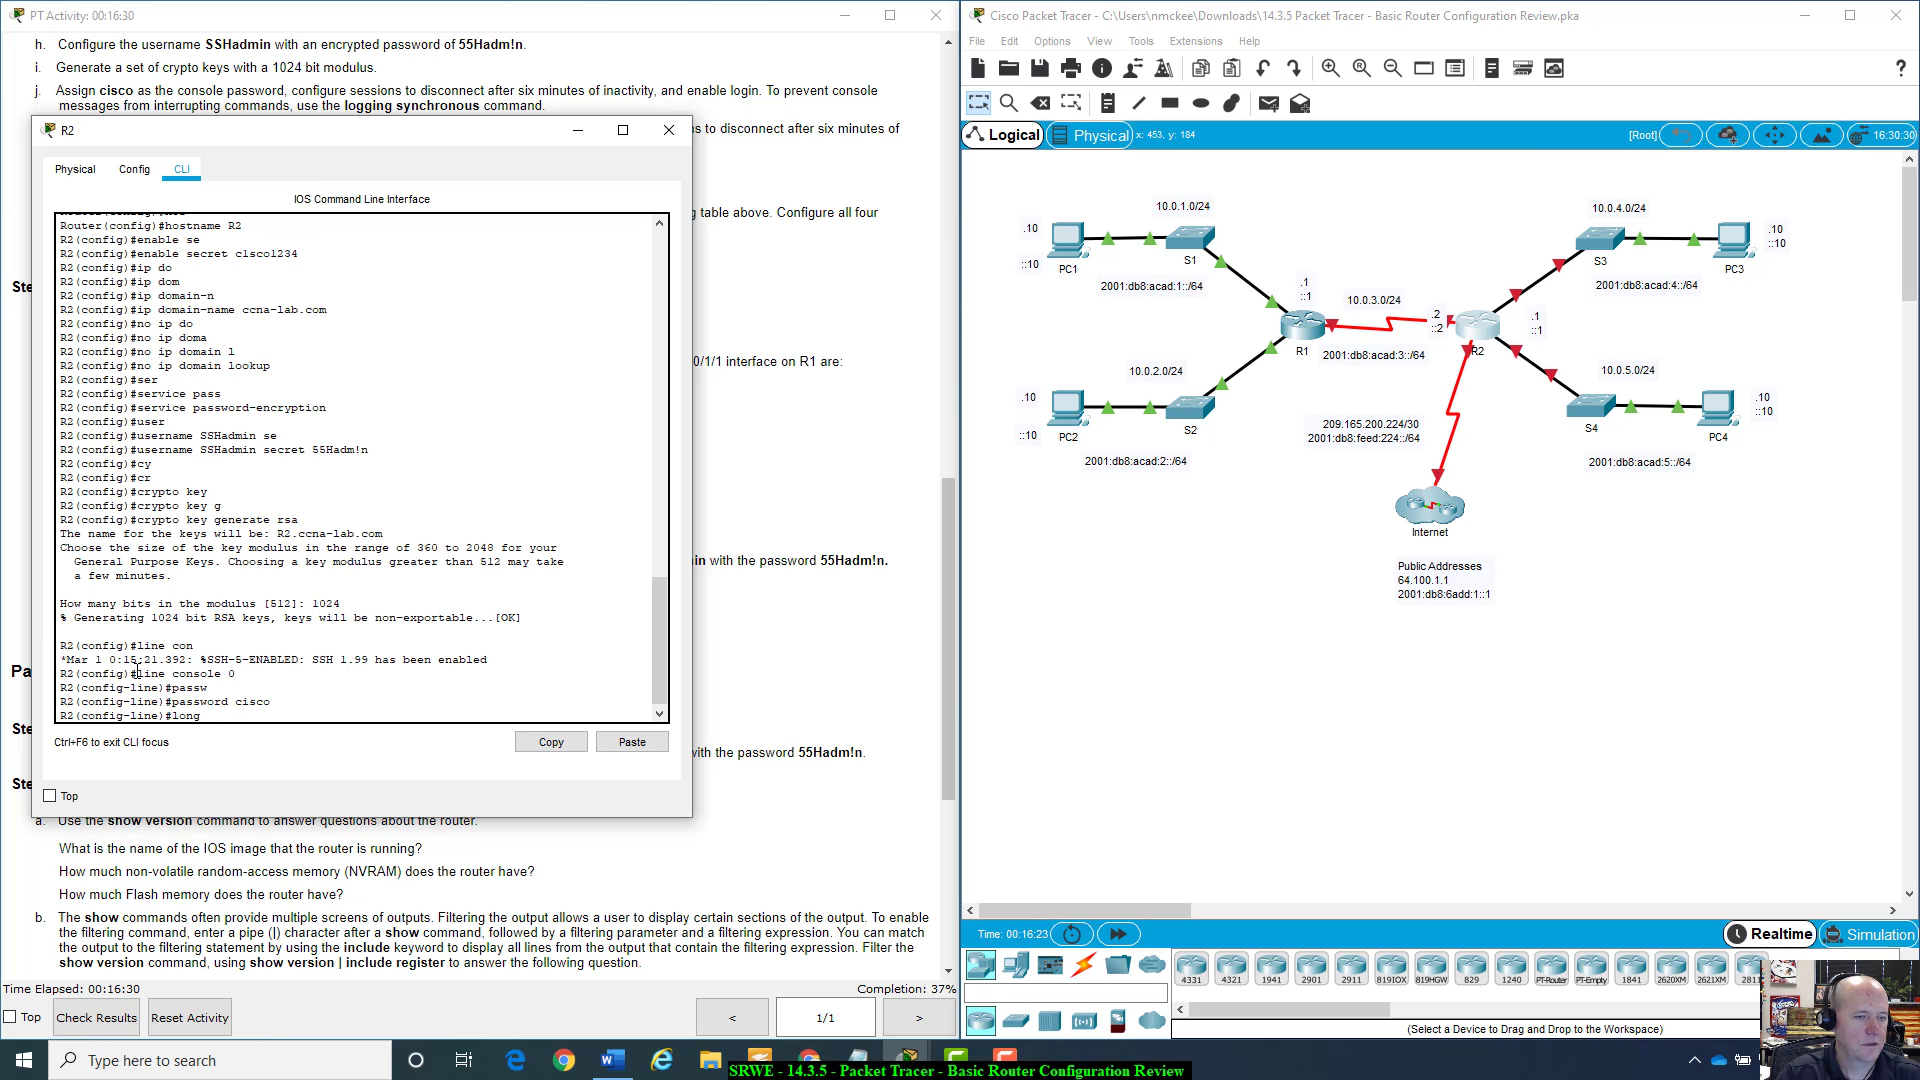 PT Activity: 00:16:30
h. Configure the username SSHadmin with an encrypted password of 55Hadm!n.
i. Generate a set of crypto keys with a 1024 bit modulus.
j. Assign cisco as the console password, configure sessions to disconnect after six minutes of inactivity, and enable login. To prevent console
messages from interrupting commands, use the logging synchronous command.
s to disconnect after six minutes of
table above. Configure all four
Ste
0/1/1 interface on R1 are:
in with the password 55Hadm!n.
Pa
Ste
with the password 55Hadm!n.
Ste
R2
Physical Config CLI
IOS Command Line Interface
Router(config)#hostname R2
R2(config)#enable se
R2(config)#enable secret cisco1234
R2(config)#ip do
R2(config)#ip dom
R2(config)#ip domain-n
R2(config)#ip domain-name ccna-lab.com
R2(config)#no ip do
R2(config)#no ip doma
R2(config)#no ip domain l
R2(config)#no ip domain lookup
R2(config)#ser
R2(config)#service pass
R2(config)#service password-encryption
R2(config)#user
R2(config)#username SSHadmin se
R2(config)#username SSHadmin secret 55Hadm!n
R2(config)#cy
R2(config)#cr
R2(config)#crypto key
R2(config)#crypto key g
R2(config)#crypto key generate rsa
The name for the keys will be: R2.ccna-lab.com
Choose the size of the key modulus in the range of 360 to 2048 for your
General Purpose Keys. Choosing a key modulus greater than 512 may take
a few minutes.
How many bits in the modulus [512]: 1024
% Generating 1024 bit RSA keys, keys will be non-exportable...[OK]
R2(config)#line con
*Mar 1 0:15:21.392: %SSH-5-ENABLED: SSH 1.99 has been enabled
R2(config)#line console 0
R2(config-line)#passw
R2(config-line)#password cisco
R2(config-line)#long
Ctrl+F6 to exit CLI focus
Copy Paste
Top
a. Use the show version command to answer questions about the router.
What is the name of the IOS image that the router is running?
How much non-volatile random-access memory (NVRAM) does the router have?
How much Flash memory does the router have?
b. The show commands often provide multiple screens of outputs. Filtering the output allows a user to display certain sections of the output. To enable
the filtering command, enter a pipe (|) character after a show command, followed by a filtering parameter and a filtering expression. You can match
the output to the filtering statement by using the include keyword to display all lines from the output that contain the filtering expression. Filter the
show version command, using show version | include register to answer the following question.
Time Elapsed: 00:16:30 Completion: 37%
Top Check Results Reset Activity < 1/1 >
Cisco Packet Tracer - C:\Users\nmckee\Downloads\14.3.5 Packet Tracer - Basic Router Configuration Review.pka
File Edit Options View Tools Extensions Help
Logical Physical x: 453, y: 184 [Root] 16:30:30
10.0.1.0/24
10.0.4.0/24
.10
::10
PC1
S1
2001:db8:acad:1::/64
.10
::10
PC3
S3
2001:db8:acad:4::/64
.1
::1
R1
10.0.3.0/24
2001:db8:acad:3::/64
.2
::2
R2
.1
::1
10.0.2.0/24
10.0.5.0/24
.10
::10
PC2
S2
2001:db8:acad:2::/64
.10
::10
PC4
S4
2001:db8:acad:5::/64
209.165.200.224/30
2001:db8:feed:224::/64
Internet
Public Addresses
64.100.1.1
2001:db8:6add:1::1
Time: 00:16:23 Realtime Simulation
4331 4321 1941 2901 2911 819IOX 819HGW 829 1240 PT-Router PT-Empty 1841 2620XM 2621XM 2811
(Select a Device to Drag and Drop to the Workspace)
Type here to search
SRWE - 14.3.5 - Packet Tracer - Basic Router Configuration Review